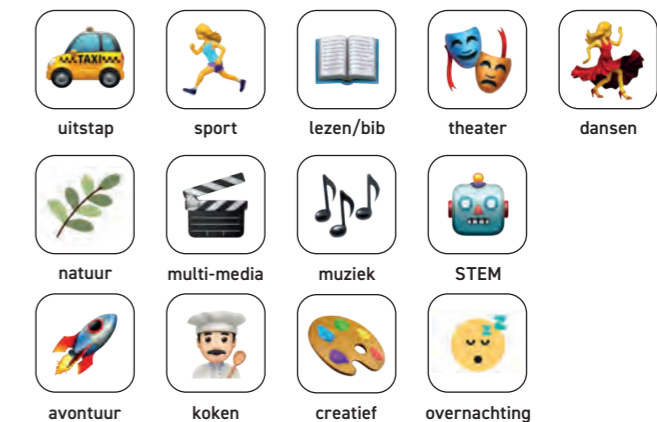 TAXI
uitstap sport lezen/bib theater dansen
natuur multi-media muziek STEM
avontuur koken creatief overnachting